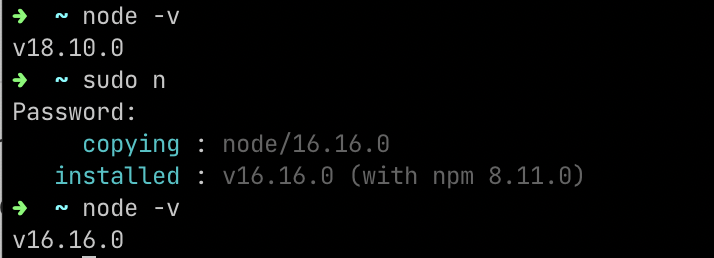 ➜ ~ node -v
v18.10.0
➜ ~ sudo n
Password:
copying : node/16.16.0
installed : v16.16.0 (with npm 8.11.0)
➜ ~ node -v
v16.16.0